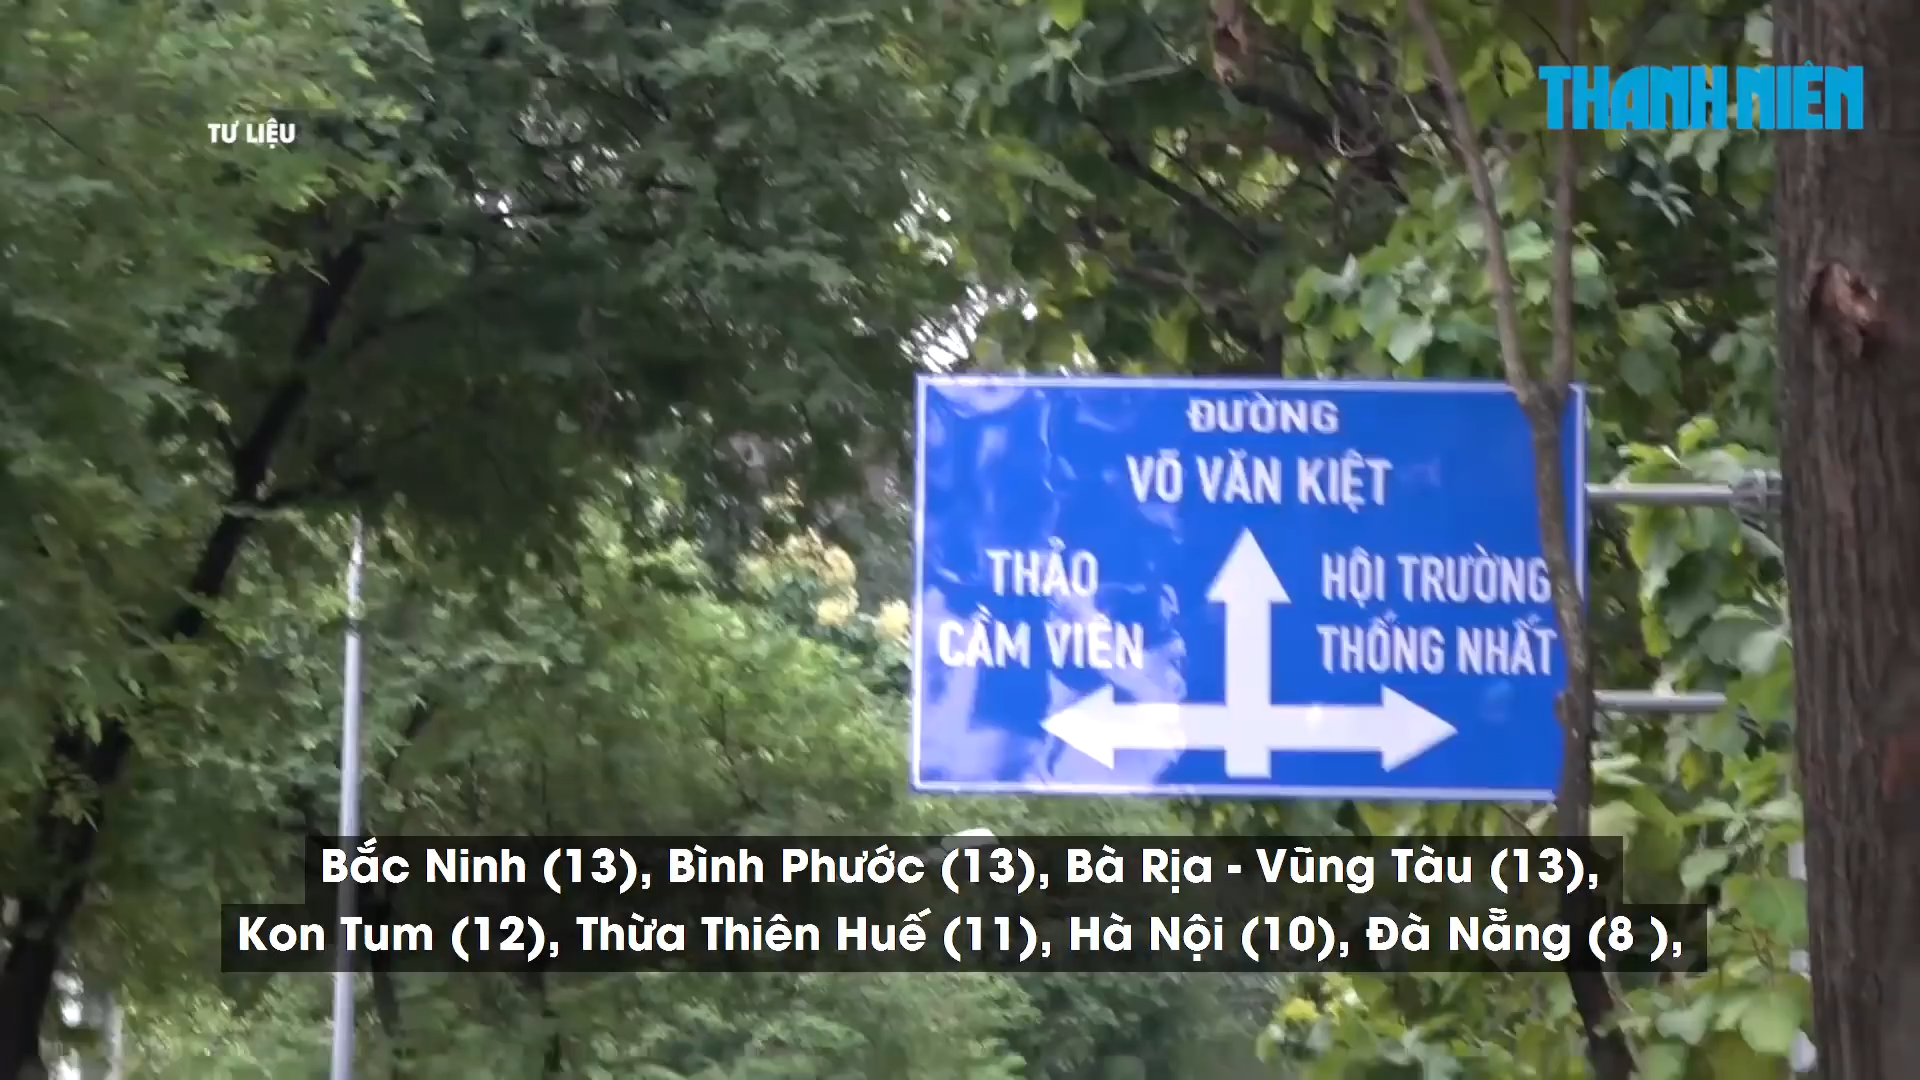 THANH NIÊN
TƯ LIỆU
ĐƯỜNG
VÕ VĂN KIỆT
THẢO
CẦM VIÊN
HỘI TRƯỜNG
THỐNG NHẤT
Bắc Ninh (13), Bình Phước (13), Bà Rịa - Vũng Tàu (13),
Kon Tum (12), Thừa Thiên Huế (11), Hà Nội (10), Đà Nẵng (8 ),